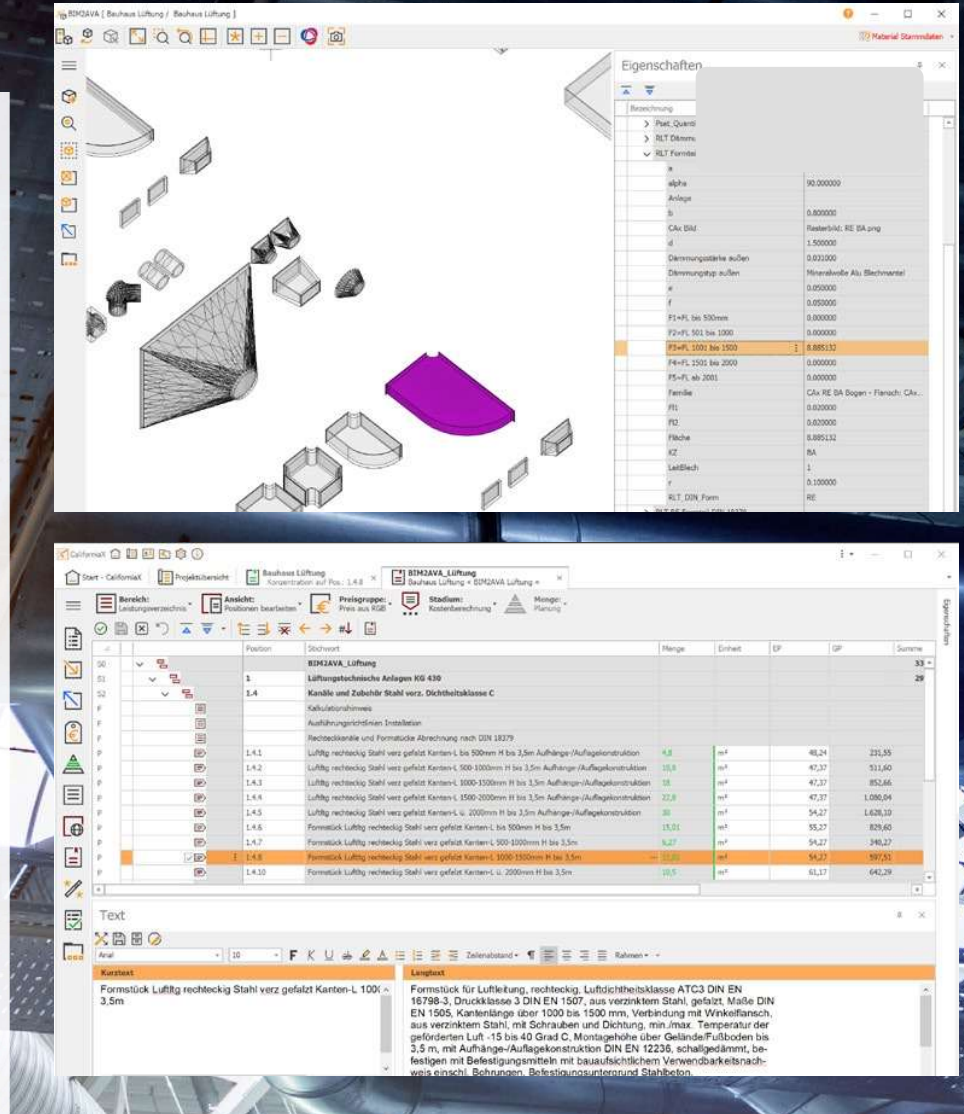 BIM2AVA [ Bauhaus Lüftung / Bauhaus Lüftung ]
Material Stammdaten
Eigenschaften
Bezeichnung
Pset_Quanti
RLT Dämmu
RLT Formtei
alpha 90.000000
Anlage
b 0.800000
CAx Bild Rasterbild: RE BA.png
d 1.500000
Dämmungsstärke außen 0.031000
Dämmungstyp außen Mineralwolle Alu Blechmantel
e 0.050000
f 0.050000
F1=FL bis 500mm 0.000000
F2=FL 501 bis 1000 0.000000
F3=FL 1001 bis 1500 8.885132
F4=FL 1501 bis 2000 0.000000
F5=FL ab 2001 0.000000
Familie CAx RE BA Bogen - Flansch: CAx...
Fl1 0.020000
Fl2 0.020000
Fläche 8.885132
KZ BA
LeitBlech 1
r 0.100000
RLT_DIN_Form RE
CaliforniaX
Start - CaliforniaX Projektübersicht Bauhaus Lüftung Konzentration auf Pos.: 1.4.8 BIM2AVA_Lüftung Bauhaus Lüftung < BIM2AVA Lüftung >
Bereich: Leistungsverzeichnis Ansicht: Positionen bearbeiten Preisgruppe: Preis aus RGB Stadium: Kostenberechnung Menge: Planung
Eigenschaften
Position Stichwort Menge Einheit EP GP Summe
S0 BIM2AVA_Lüftung 33
S1 1 Lüftungstechnische Anlagen KG 430 29
S2 1.4 Kanäle und Zubehör Stahl verz. Dichtheitsklasse C
F Kalkulationshinweis
F Ausführungsrichtlinien Installation
F Rechteckkanäle und Formstücke Abrechnung nach DIN 18379
P 1.4.1 Luftltg rechteckig Stahl verz gefalzt Kanten-L bis 500mm H bis 3,5m Aufhänge-/Auflagekonstruktion 4,8 m² 48,24 231,55
P 1.4.2 Luftltg rechteckig Stahl verz gefalzt Kanten-L 500-1000mm H bis 3,5m Aufhänge-/Auflagekonstruktion 10,8 m² 47,37 511,60
P 1.4.3 Luftltg rechteckig Stahl verz gefalzt Kanten-L 1000-1500mm H bis 3,5m Aufhänge-/Auflagekonstruktion 18 m² 47,37 852,66
P 1.4.4 Luftltg rechteckig Stahl verz gefalzt Kanten-L 1500-2000mm H bis 3,5m Aufhänge-/Auflagekonstruktion 22,8 m² 47,37 1.080,04
P 1.4.5 Luftltg rechteckig Stahl verz gefalzt Kanten-L ü. 2000mm H bis 3,5m Aufhänge-/Auflagekonstruktion 30 m² 54,27 1.628,10
P 1.4.6 Formstück Luftltg rechteckig Stahl verz gefalzt Kanten-L bis 500mm H bis 3,5m 15,01 m² 55,27 829,60
P 1.4.7 Formstück Luftltg rechteckig Stahl verz gefalzt Kanten-L 500-1000mm H bis 3,5m 6,27 m² 54,27 340,27
P 1.4.8 Formstück Luftltg rechteckig Stahl verz gefalzt Kanten-L 1000-1500mm H bis 3,5m m² 54,27 597,51
P 1.4.10 Formstück Luftltg rechteckig Stahl verz gefalzt Kanten-L ü. 2000mm H bis 3,5m 10,5 m² 61,17 642,29
Text
Arial 10 F K U ab Zeilenabstand Rahmen
Kurztext
Formstück Luftltg rechteckig Stahl verz gefalzt Kanten-L 100
3,5m
Langtext
Formstück für Luftleitung, rechteckig, Luftdichtheitsklasse ATC3 DIN EN
16798-3, Druckklasse 3 DIN EN 1507, aus verzinktem Stahl, gefalzt, Maße DIN
EN 1505, Kantenlänge über 1000 bis 1500 mm, Verbindung mit Winkelflansch,
aus verzinktem Stahl, mit Schrauben und Dichtung, min./max. Temperatur der
geförderten Luft -15 bis 40 Grad C, Montagehöhe über Gelände/Fußboden bis
3,5 m, mit Aufhänge-/Auflagekonstruktion DIN EN 12236, schallgedämmt, be-
festigen mit Befestigungsmitteln mit bauaufsichtlichem Verwendbarkeitsnach-
weis einschl. Bohrungen, Befestigungsuntergrund Stahlbeton.